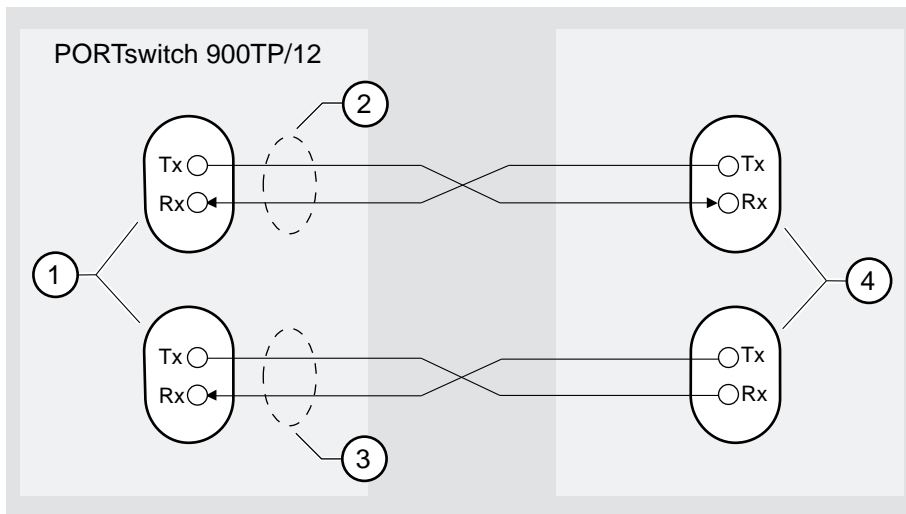 PORTswitch 900TP/12
2
Tx
Tx
Rx
Rx
1
4
Tx
Tx
Rx
Rx
3